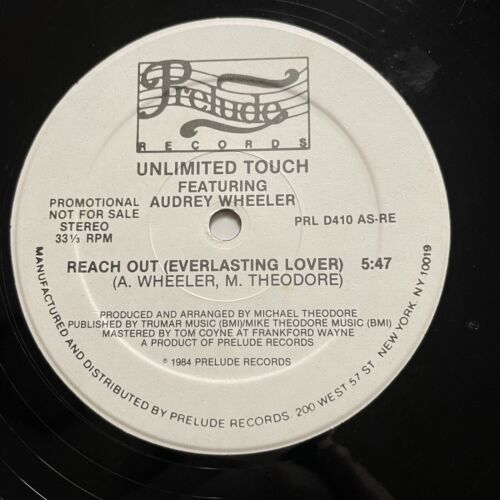 Prelude
RECORDS
UNLIMITED TOUCH
FEATURING
AUDREY WHEELER
PROMOTIONAL
NOT FOR SALE
STEREO
33⅓ RPM
PRL D410 AS-RE
REACH OUT (EVERLASTING LOVER) 5:47
(A. WHEELER, M. THEODORE)
PRODUCED AND ARRANGED BY MICHAEL THEODORE
PUBLISHED BY TRUMAR MUSIC (BMI)/MIKE THEODORE MUSIC (BMI)
MASTERED BY TOM COYNE AT FRANKFORD WAYNE
A PRODUCT OF PRELUDE RECORDS
℗ 1984 PRELUDE RECORDS
MANUFACTURED AND DISTRIBUTED BY PRELUDE RECORDS, 200 WEST 57 ST. NEW YORK, NY 10019